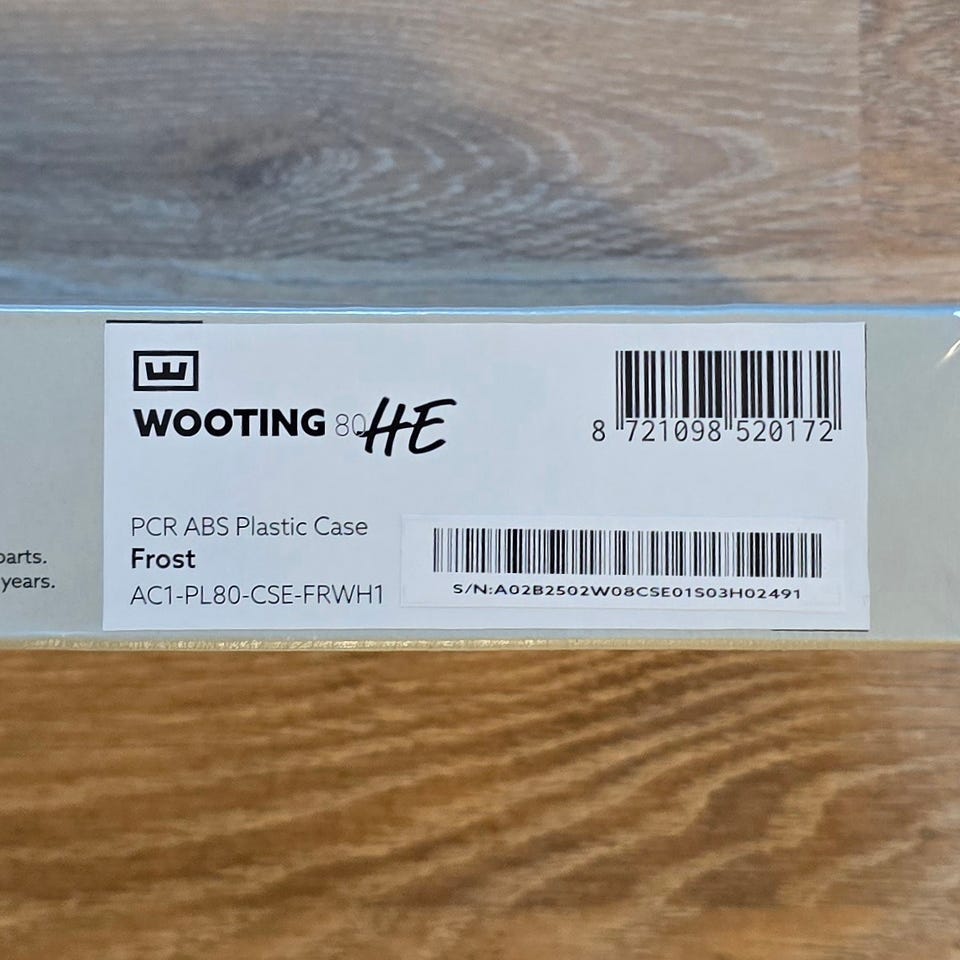 WOOTING 80HE
8 721098 520172
PCR ABS Plastic Case
Frost
AC1-PL80-CSE-FRWH1
S/N:A02B2502W08CSE01S03H02491
parts.
years.